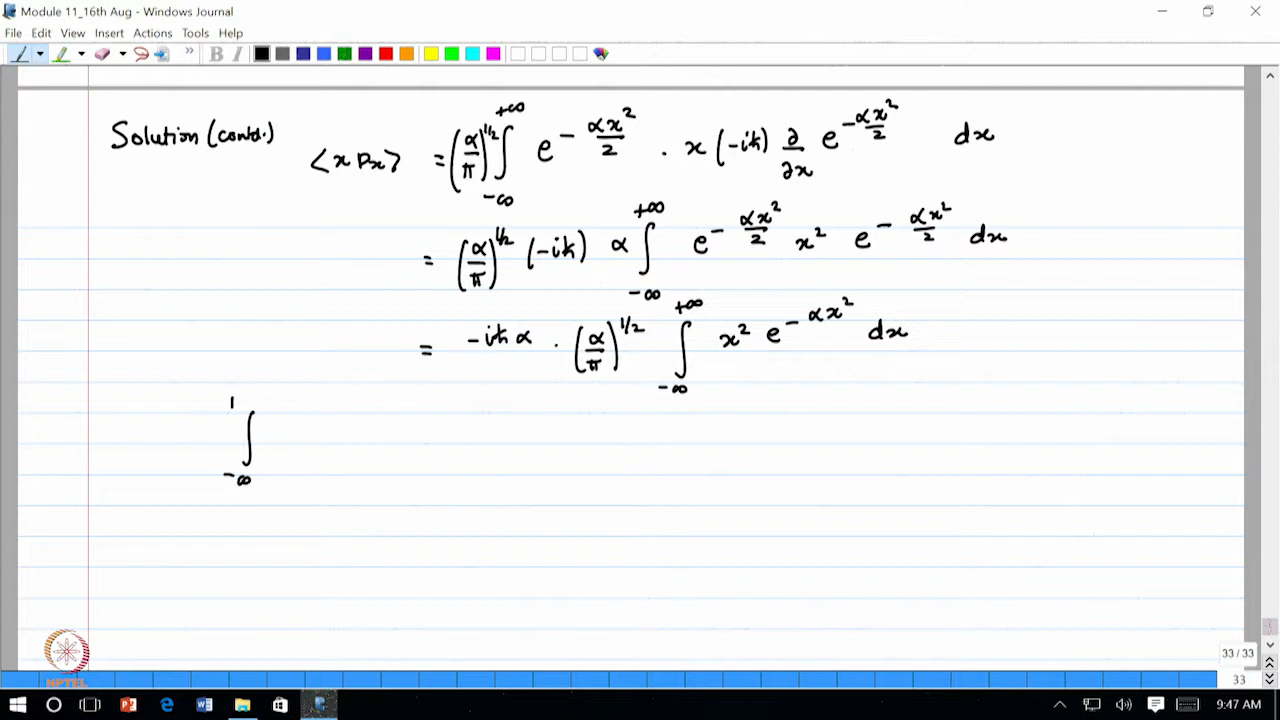 Module 11_16th Aug - Windows Journal
File Edit View Insert Actions Tools Help
B I
Solution (contd.)
⟨x Px⟩ = (α/π)^1/2 ∫_-∞^+∞ e^-αx²/2 . x (-iħ) ∂/∂x e^-αx²/2 dx
= (α/π)^1/2 (-iħ) α ∫_-∞^+∞ e^-αx²/2 x² e^-αx²/2 dx
= -iħα . (α/π)^1/2 ∫_-∞^+∞ x² e^-αx² dx
∫_-∞^1
NPTEL
33 / 33
33
9:47 AM